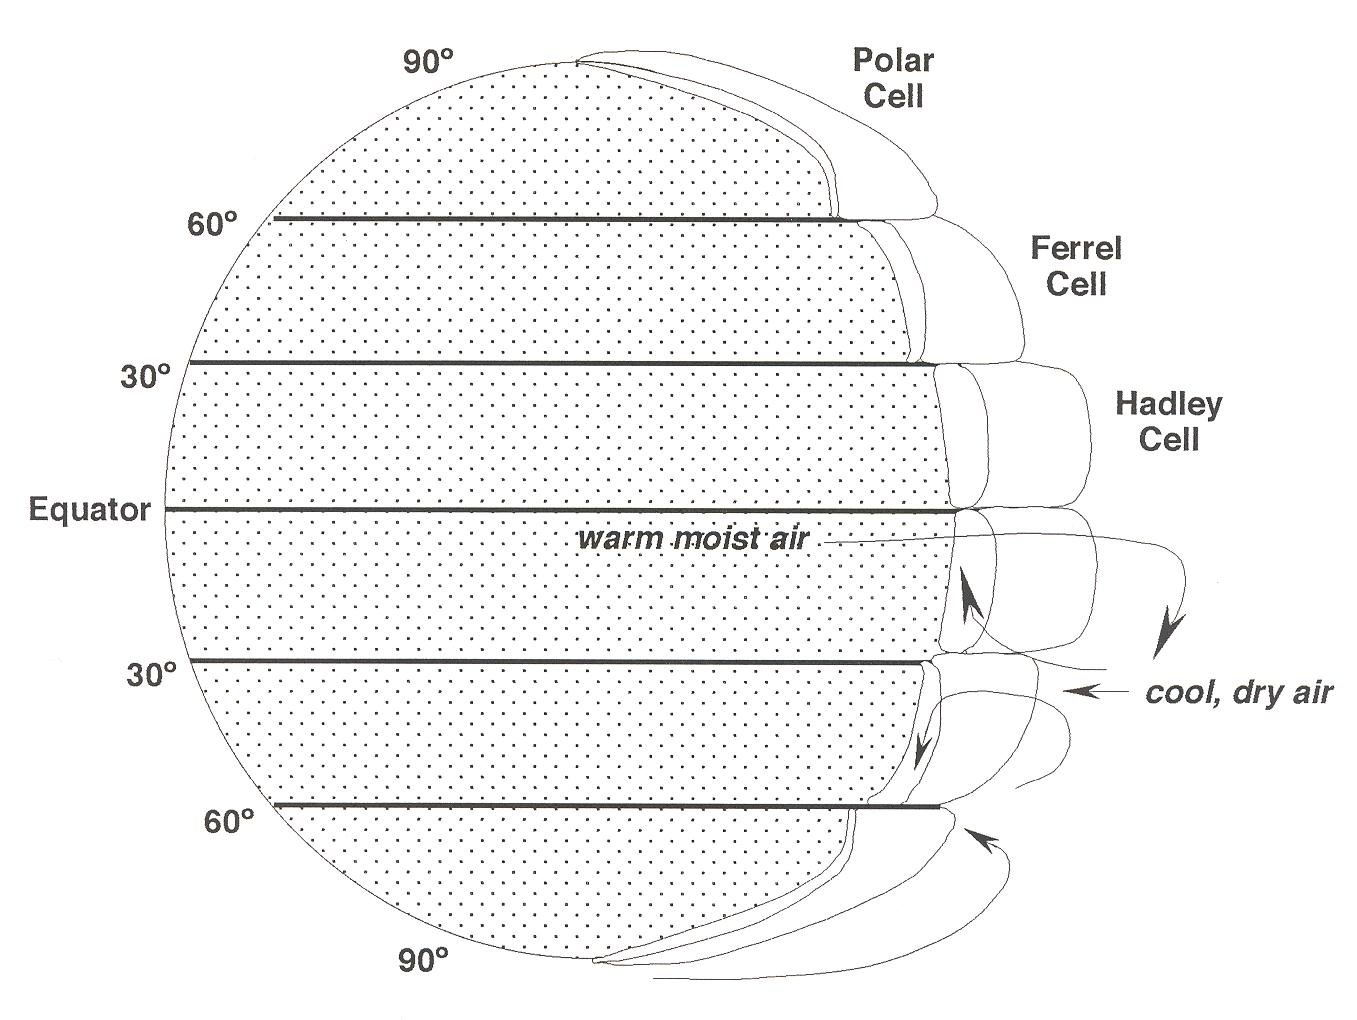 90°
Polar
Cell
60°
Ferrel
Cell
30°
Hadley
Cell
Equator
warm moist air
30°
cool, dry air
60°
90°